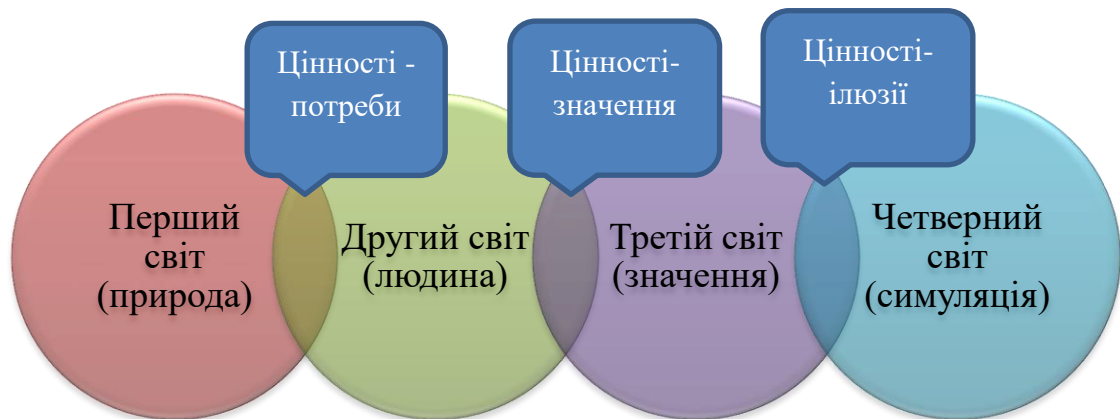 Цінності -
потреби
Цінності-
значення
Цінності-
ілюзії
Перший
світ
(природа)
Другий світ
(людина)
Третій світ
(значення)
Четверний
світ
(симуляція)